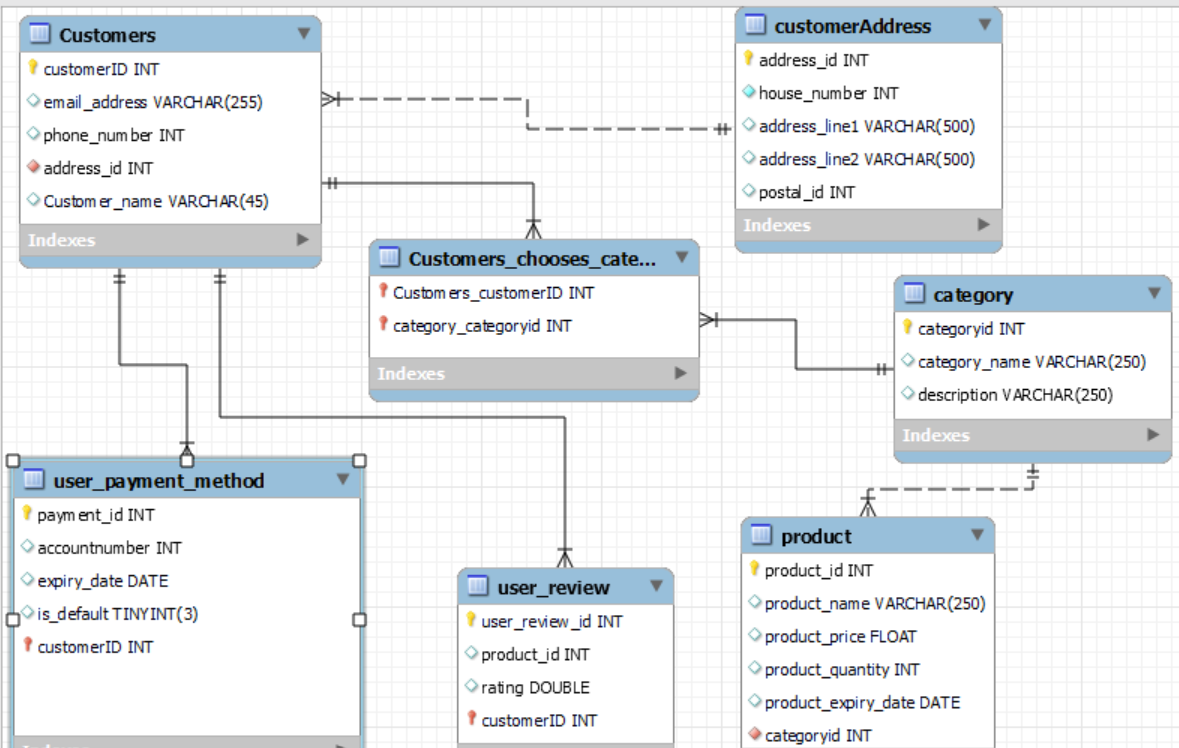 Customers
customerID INT
email_address VARCHAR(255)
phone_number INT
address_id INT
Customer_name VARCHAR(45)
Indexes
customerAddress
address_id INT
house_number INT
address_line1 VARCHAR(500)
address_line2 VARCHAR(500)
postal_id INT
Indexes
Customers_chooses_cate...
Customers_customerID INT
category_categoryid INT
Indexes
category
categoryid INT
category_name VARCHAR(250)
description VARCHAR(250)
Indexes
user_payment_method
payment_id INT
accountnumber INT
expiry_date DATE
is_default TINYINT(3)
customerID INT
user_review
user_review_id INT
product_id INT
rating DOUBLE
customerID INT
product
product_id INT
product_name VARCHAR(250)
product_price FLOAT
product_quantity INT
product_expiry_date DATE
categoryid INT